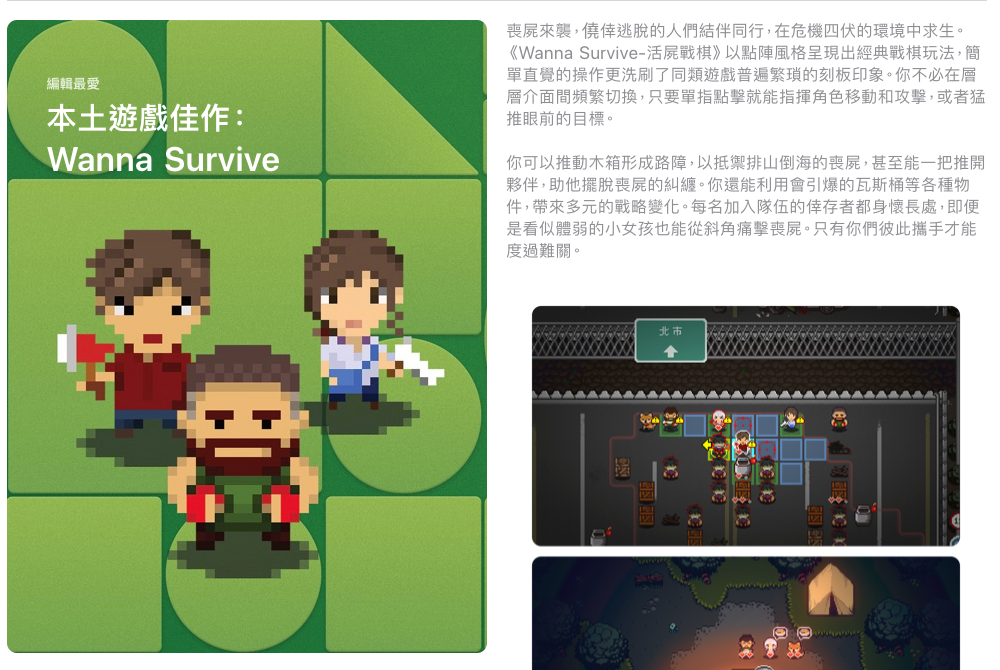 編輯最愛
本土遊戲佳作：
Wanna Survive
喪屍來襲，僥倖逃脫的人們結伴同行，在危機四伏的環境中求生。
《Wanna Survive-活屍戰棋》以點陣風格呈現出經典戰棋玩法，簡
單直覺的操作更洗刷了同類遊戲普遍繁瑣的刻板印象。你不必在層
層介面間頻繁切換，只要單指點擊就能指揮角色移動和攻擊，或者猛
推眼前的目標。
你可以推動木箱形成路障，以抵禦排山倒海的喪屍，甚至能一把推開
夥伴，助他擺脫喪屍的糾纏。你還能利用會引爆的瓦斯桶等各種物
件，帶來多元的戰略變化。每名加入隊伍的倖存者都身懷長處，即便
是看似體弱的小女孩也能從斜角痛擊喪屍。只有你們彼此攜手才能
度過難關。
北市